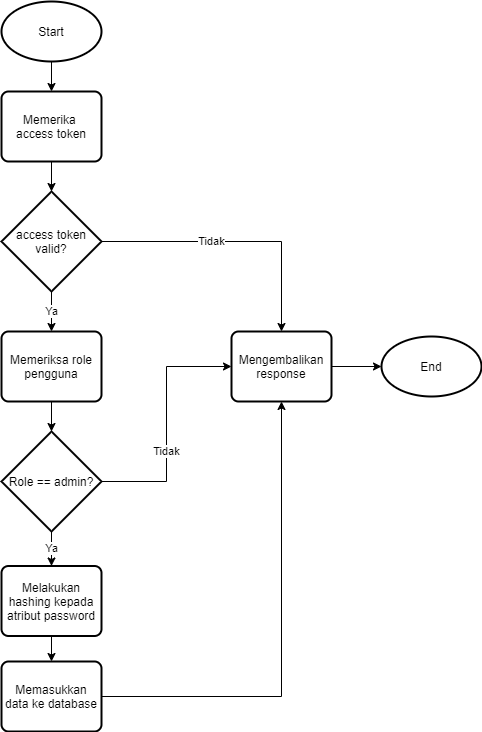 Start
Memerika
access token
access token
valid?
Tidak
Ya
Memeriksa role
pengguna
Mengembalikan
response
End
Tidak
Role == admin?
Ya
Melakukan
hashing kepada
atribut password
Memasukkan
data ke database